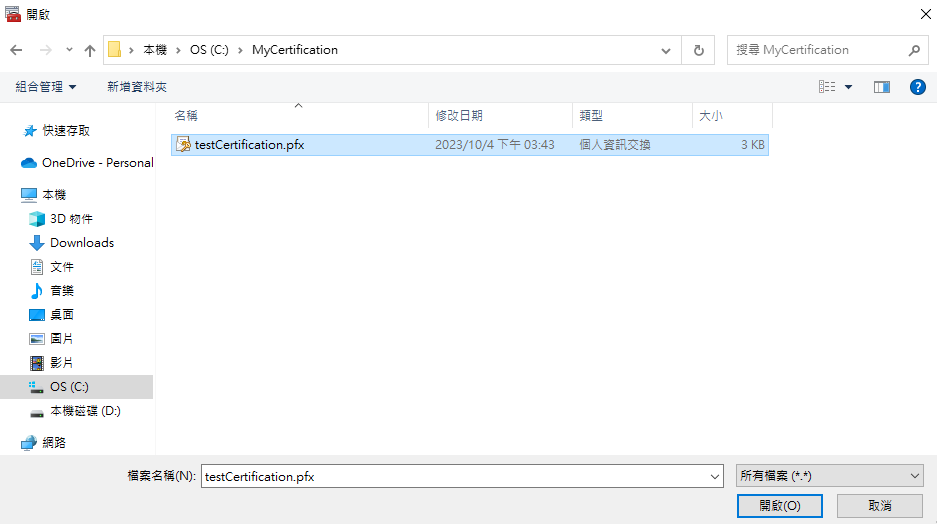 開啟
本機 OS (C:) MyCertification 搜尋 MyCertification
組合管理 新增資料夾
名稱 修改日期 類型 大小
快速存取 testCertification.pfx 2023/10/4 下午 03:43 個人資訊交換 3 KB
OneDrive - Personal
本機
3D 物件
Downloads
文件
音樂
桌面
圖片
影片
OS (C:)
本機磁碟 (D:)
網路
檔案名稱(N): testCertification.pfx 所有檔案 (*.*)
開啟(O) 取消